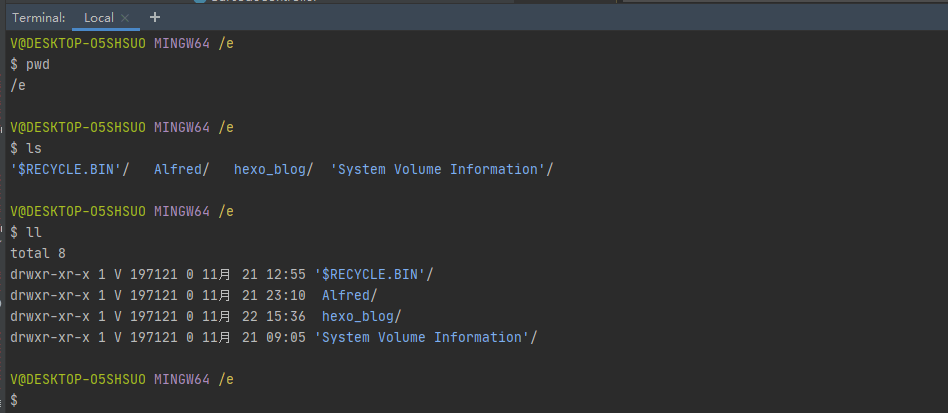 Terminal: Local × +
V@DESKTOP-O5SHSUO MINGW64 /e
$ pwd
/e
V@DESKTOP-O5SHSUO MINGW64 /e
$ ls
'$RECYCLE.BIN'/ Alfred/ hexo_blog/ 'System Volume Information'/
V@DESKTOP-O5SHSUO MINGW64 /e
$ ll
total 8
drwxr-xr-x 1 V 197121 0 11月 21 12:55 '$RECYCLE.BIN'/
drwxr-xr-x 1 V 197121 0 11月 21 23:10 Alfred/
drwxr-xr-x 1 V 197121 0 11月 22 15:36 hexo_blog/
drwxr-xr-x 1 V 197121 0 11月 21 09:05 'System Volume Information'/
V@DESKTOP-O5SHSUO MINGW64 /e
$